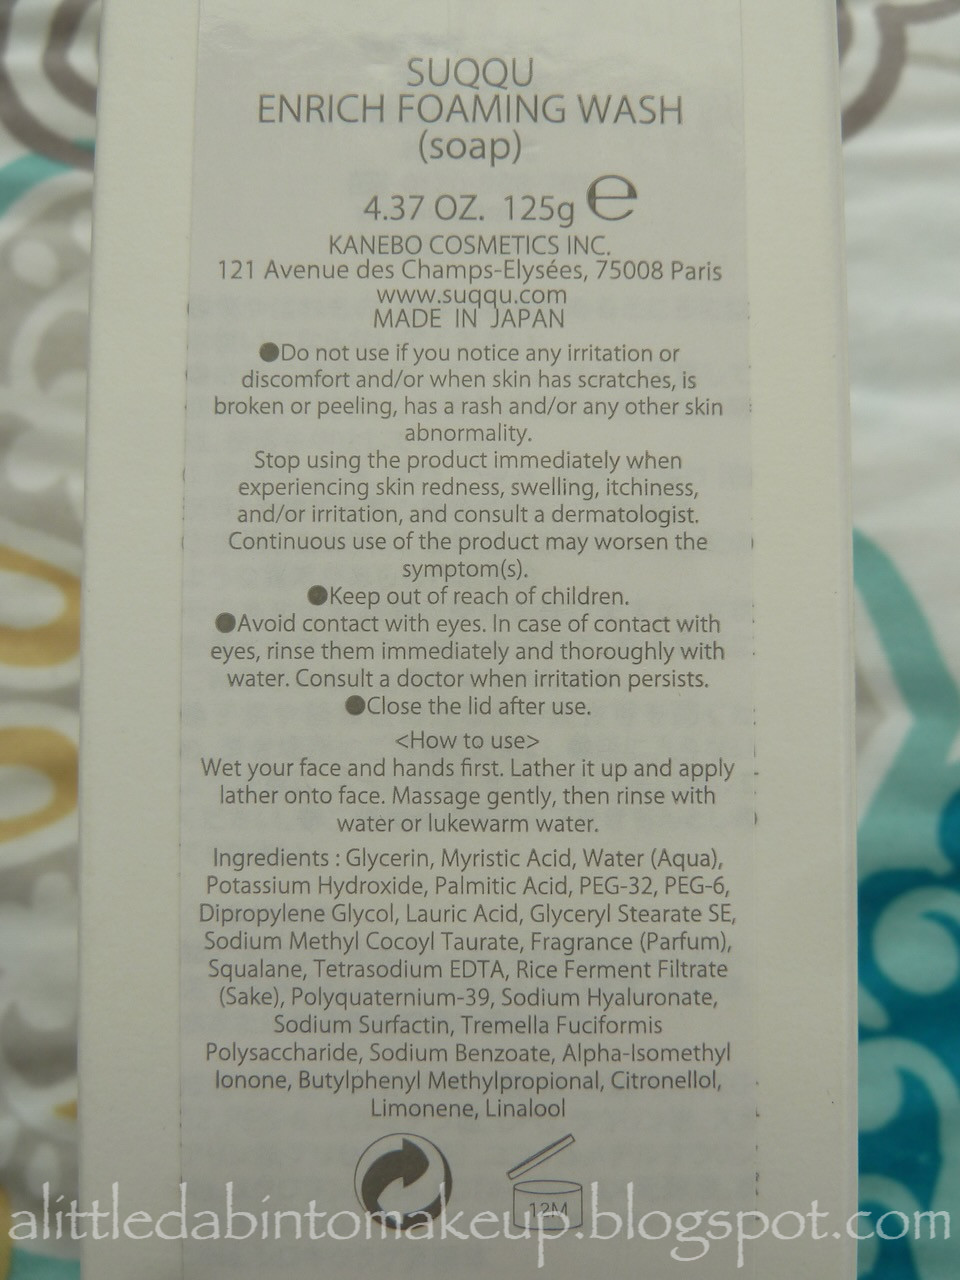 SUQQU
ENRICH FOAMING WASH
(soap)
4.37 OZ. 125g ℮
KANEBO COSMETICS INC.
121 Avenue des Champs-Elysées, 75008 Paris
www.suqqu.com
MADE IN JAPAN
●Do not use if you notice any irritation or
discomfort and/or when skin has scratches, is
broken or peeling, has a rash and/or any other skin
abnormality.
Stop using the product immediately when
experiencing skin redness, swelling, itchiness,
and/or irritation, and consult a dermatologist.
Continuous use of the product may worsen the
symptom(s).
●Keep out of reach of children.
●Avoid contact with eyes. In case of contact with
eyes, rinse them immediately and thoroughly with
water. Consult a doctor when irritation persists.
●Close the lid after use.
<How to use>
Wet your face and hands first. Lather it up and apply
lather onto face. Massage gently, then rinse with
water or lukewarm water.
Ingredients : Glycerin, Myristic Acid, Water (Aqua),
Potassium Hydroxide, Palmitic Acid, PEG-32, PEG-6,
Dipropylene Glycol, Lauric Acid, Glyceryl Stearate SE,
Sodium Methyl Cocoyl Taurate, Fragrance (Parfum),
Squalane, Tetrasodium EDTA, Rice Ferment Filtrate
(Sake), Polyquaternium-39, Sodium Hyaluronate,
Sodium Surfactin, Tremella Fuciformis
Polysaccharide, Sodium Benzoate, Alpha-Isomethyl
Ionone, Butylphenyl Methylpropional, Citronellol,
Limonene, Linalool
12M
alittledabintomakeup.blogspot.com